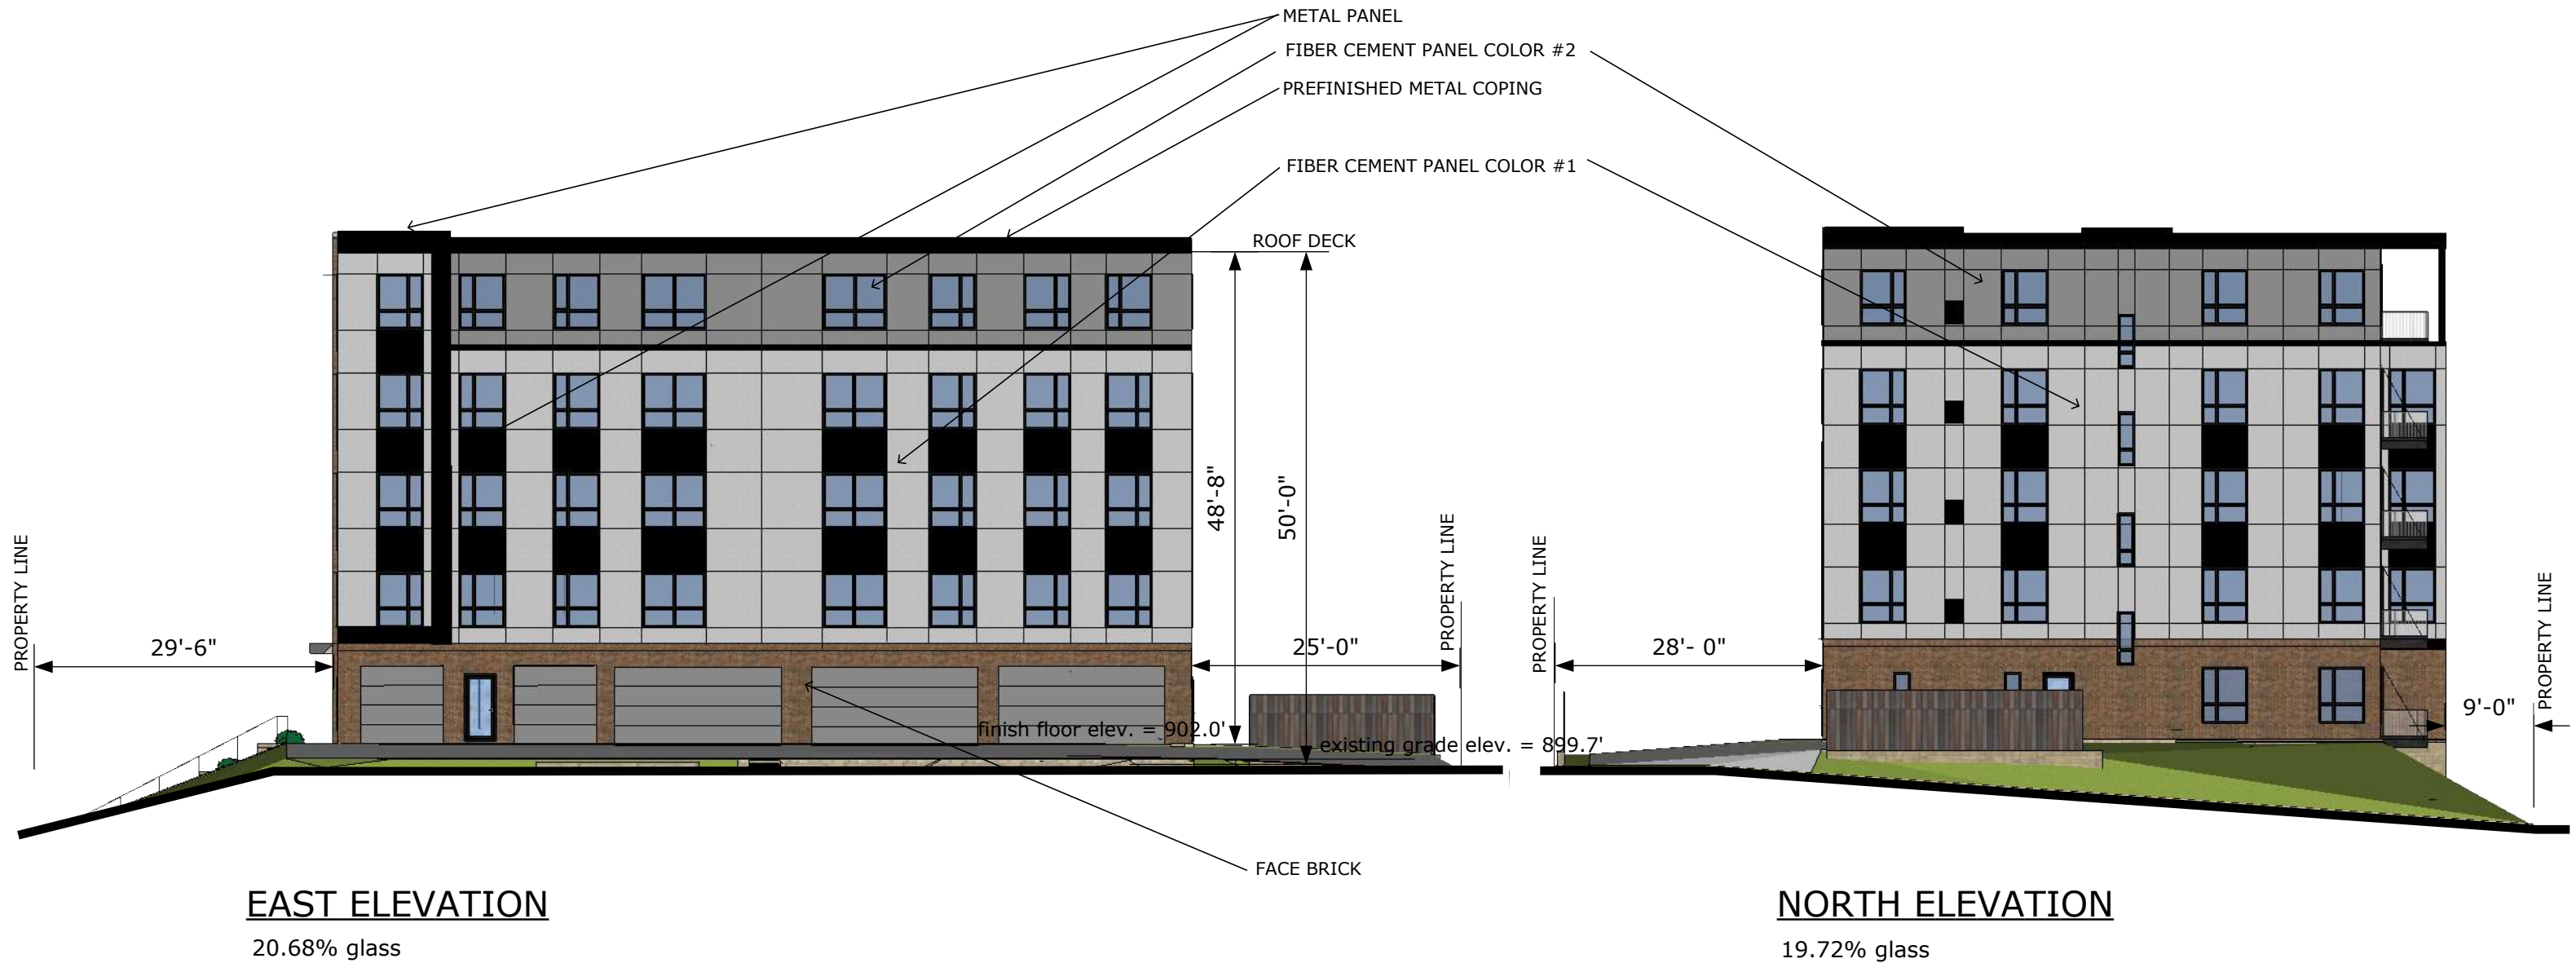 METAL PANEL
FIBER CEMENT PANEL COLOR #2
PREFINISHED METAL COPING
FIBER CEMENT PANEL COLOR #1
ROOF DECK
48'-8"
50'-0"
PROPERTY LINE
29'-6"
25'-0"
PROPERTY LINE
PROPERTY LINE
28'- 0"
9'-0"
PROPERTY LINE
finish floor elev. = 902.0'
existing grade elev. = 899.7'
FACE BRICK
EAST ELEVATION
20.68% glass
NORTH ELEVATION
19.72% glass